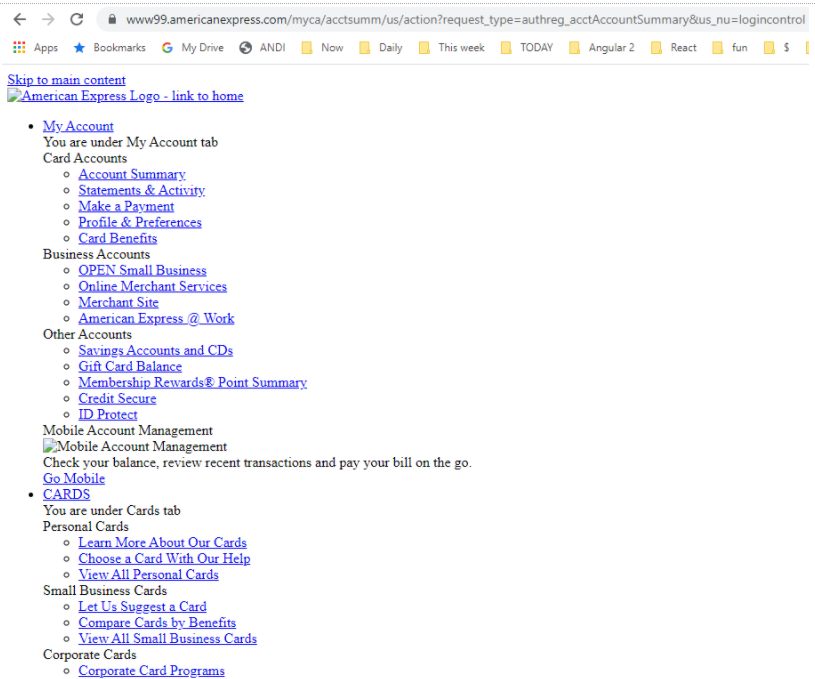 www99.americanexpress.com/myca/acctsumm/us/action?request_type=authreg_acctAccountSummary&us_nu=logincontrol
Apps Bookmarks My Drive ANDI Now Daily This week TODAY Angular 2 React fun $
Skip to main content
American Express Logo - link to home
My Account
You are under My Account tab
Card Accounts
Account Summary
Statements & Activity
Make a Payment
Profile & Preferences
Card Benefits
Business Accounts
OPEN Small Business
Online Merchant Services
Merchant Site
American Express @ Work
Other Accounts
Savings Accounts and CDs
Gift Card Balance
Membership Rewards® Point Summary
Credit Secure
ID Protect
Mobile Account Management
Mobile Account Management
Check your balance, review recent transactions and pay your bill on the go.
Go Mobile
CARDS
You are under Cards tab
Personal Cards
Learn More About Our Cards
Choose a Card With Our Help
View All Personal Cards
Small Business Cards
Let Us Suggest a Card
Compare Cards by Benefits
View All Small Business Cards
Corporate Cards
Corporate Card Programs